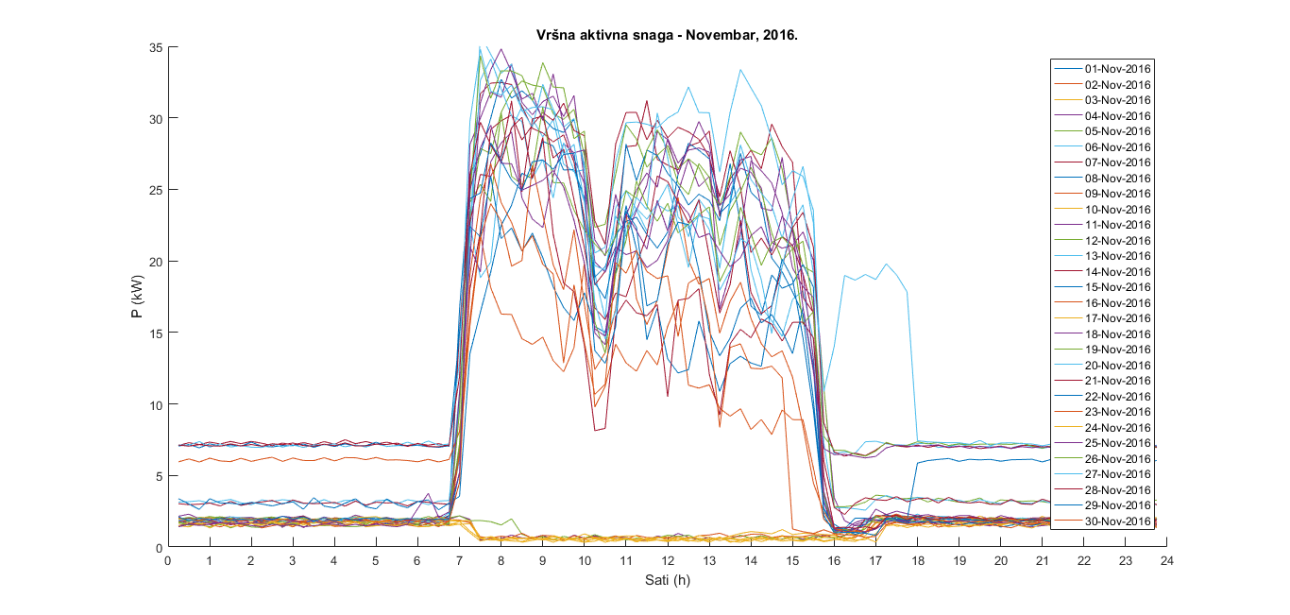 Vršna aktivna snaga - Novembar, 2016.
P (kW)
35
30
25
20
15
10
5
0
0 1 2 3 4 5 6 7 8 9 10 11 12 13 14 15 16 17 18 19 20 21 22 23 24
Sati (h)
01-Nov-2016
02-Nov-2016
03-Nov-2016
04-Nov-2016
05-Nov-2016
06-Nov-2016
07-Nov-2016
08-Nov-2016
09-Nov-2016
10-Nov-2016
11-Nov-2016
12-Nov-2016
13-Nov-2016
14-Nov-2016
15-Nov-2016
16-Nov-2016
17-Nov-2016
18-Nov-2016
19-Nov-2016
20-Nov-2016
21-Nov-2016
22-Nov-2016
23-Nov-2016
24-Nov-2016
25-Nov-2016
26-Nov-2016
27-Nov-2016
28-Nov-2016
29-Nov-2016
30-Nov-2016